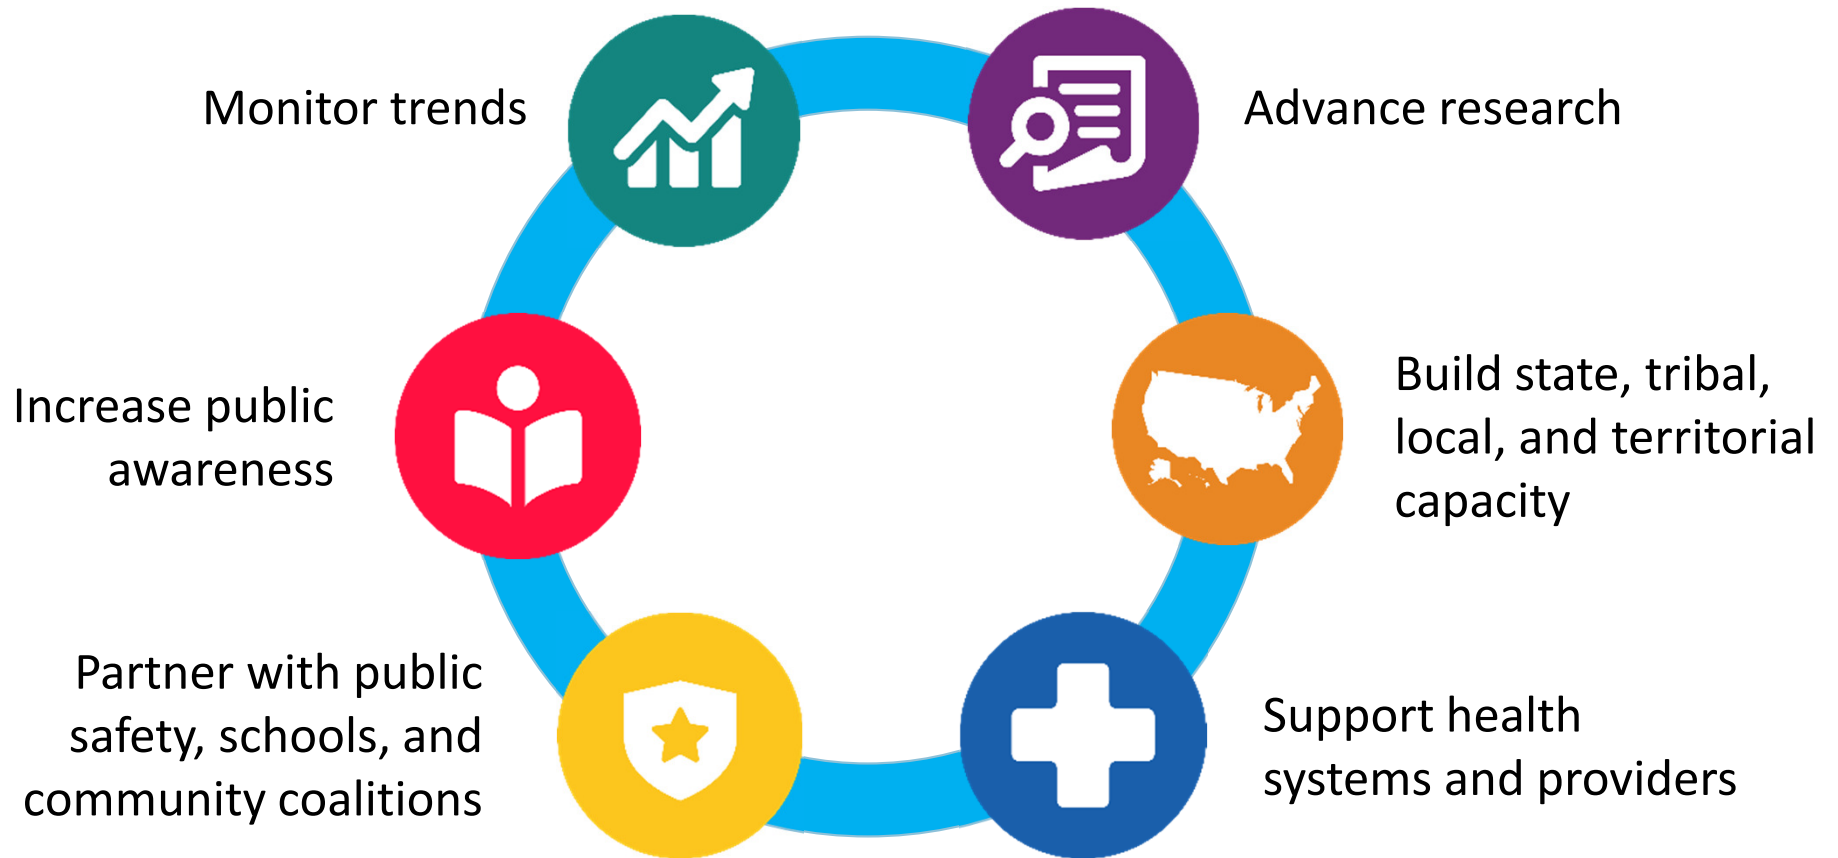 Monitor trends
Advance research
Increase public
awareness
Build state, tribal,
local, and territorial
capacity
Partner with public
safety, schools, and
community coalitions
Support health
systems and providers